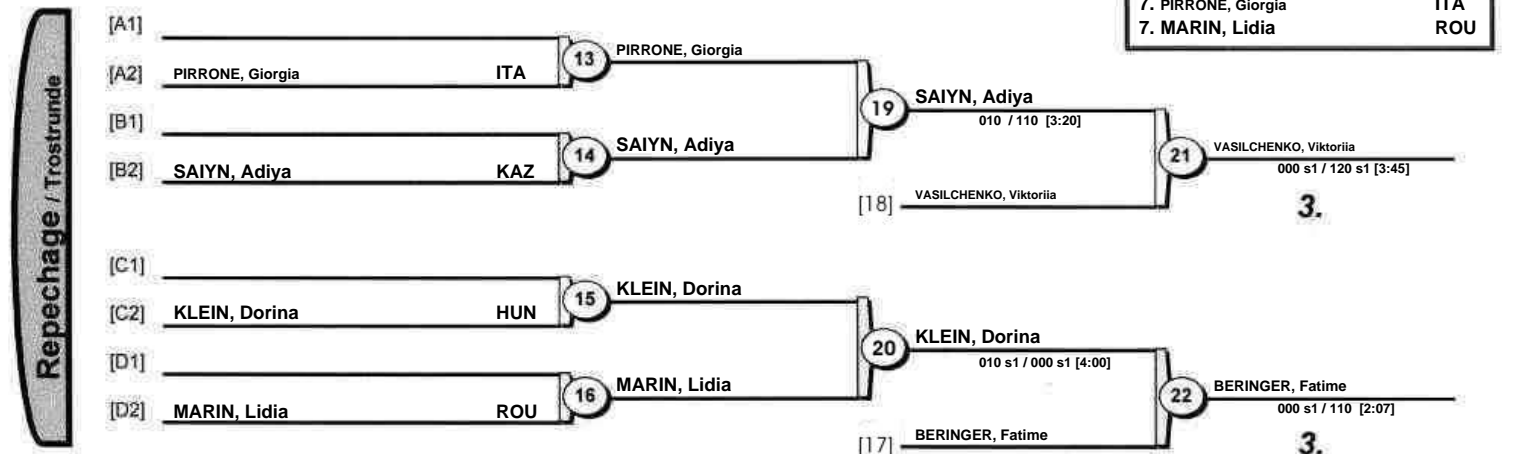 7. PIRRONE, Giorgia ITA
7. MARIN, Lidia ROU
Repechage / Trostrunde
[A1]
[A2] PIRRONE, Giorgia ITA
13 PIRRONE, Giorgia
[B1]
[B2] SAIYN, Adiya KAZ
14 SAIYN, Adiya
19 SAIYN, Adiya
010 / 110 [3:20]
[18] VASILCHENKO, Viktoriia
21 VASILCHENKO, Viktoriia
000 s1 / 120 s1 [3:45]
3.
[C1]
[C2] KLEIN, Dorina HUN
15 KLEIN, Dorina
[D1]
[D2] MARIN, Lidia ROU
16 MARIN, Lidia
20 KLEIN, Dorina
010 s1 / 000 s1 [4:00]
[17] BERINGER, Fatime
22 BERINGER, Fatime
000 s1 / 110 [2:07]
3.